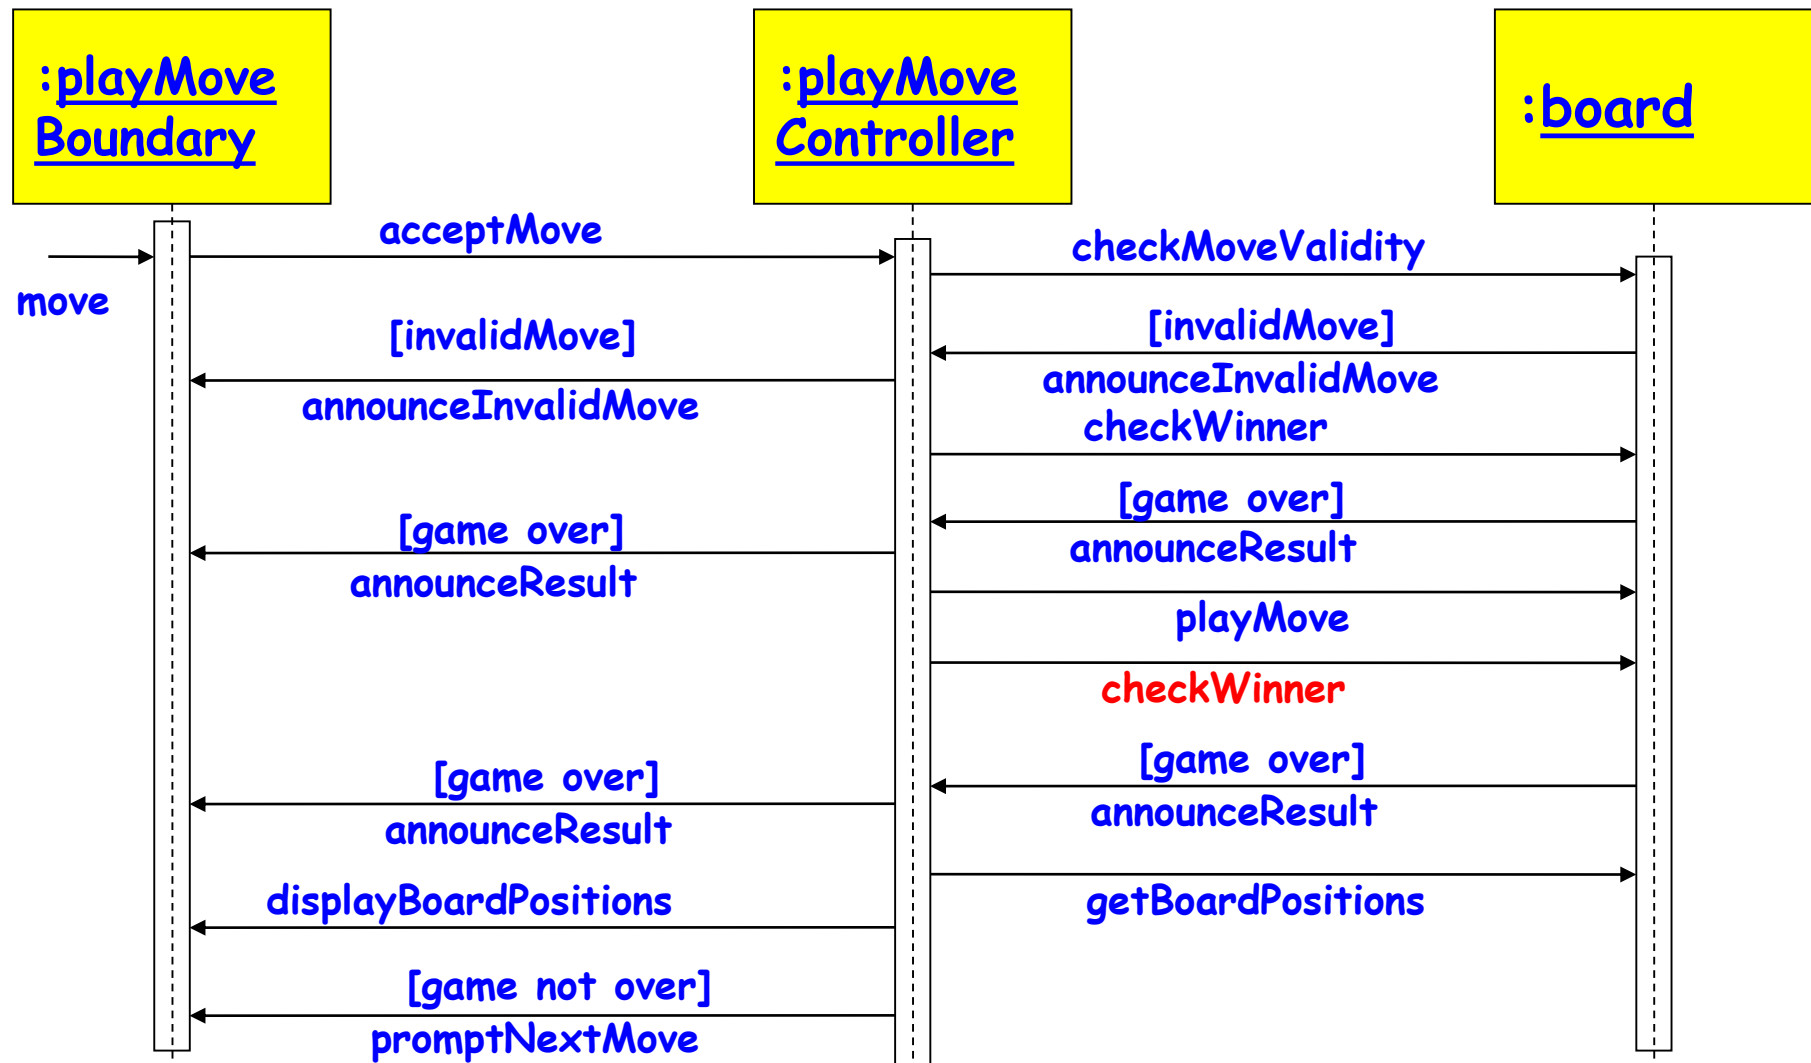 :playMove
Boundary
:playMove
Controller
:board
acceptMove
checkMoveValidity
move
[invalidMove]
announceInvalidMove
[invalidMove]
announceInvalidMove
checkWinner
[game over]
announceResult
[game over]
announceResult
playMove
checkWinner
[game over]
announceResult
[game over]
announceResult
getBoardPositions
displayBoardPositions
[game not over]
promptNextMove